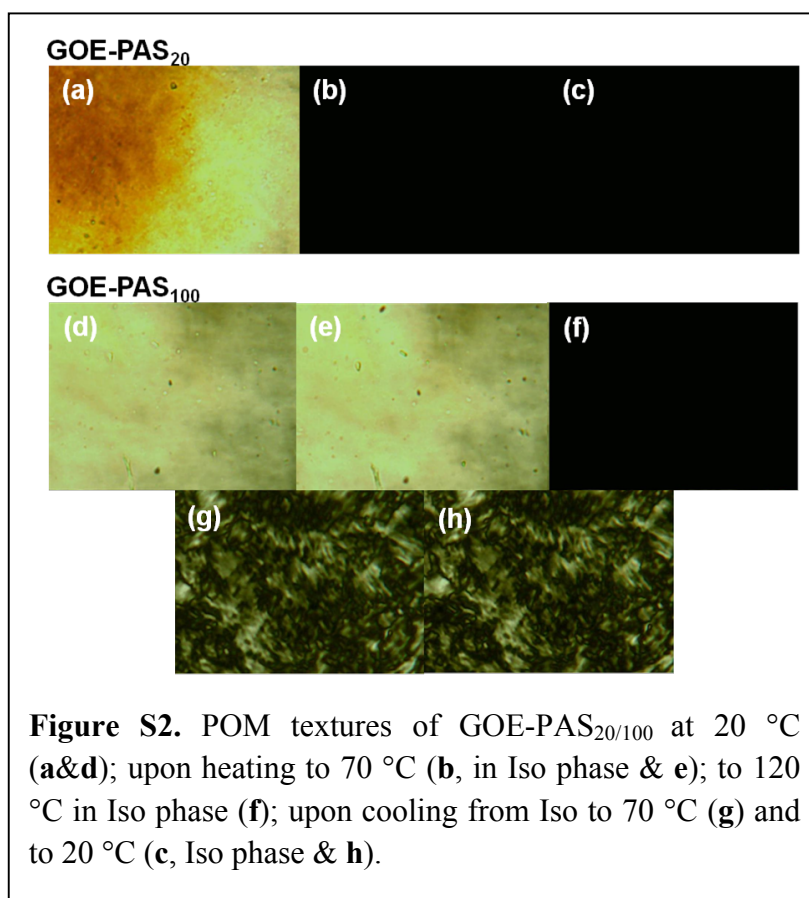 GOE-PAS20
(a) (b) (c)
GOE-PAS100
(d) (e) (f)
(g) (h)
Figure S2. POM textures of GOE-PAS20/100 at 20 °C
(a&d); upon heating to 70 °C (b, in Iso phase & e); to 120
°C in Iso phase (f); upon cooling from Iso to 70 °C (g) and
to 20 °C (c, Iso phase & h).